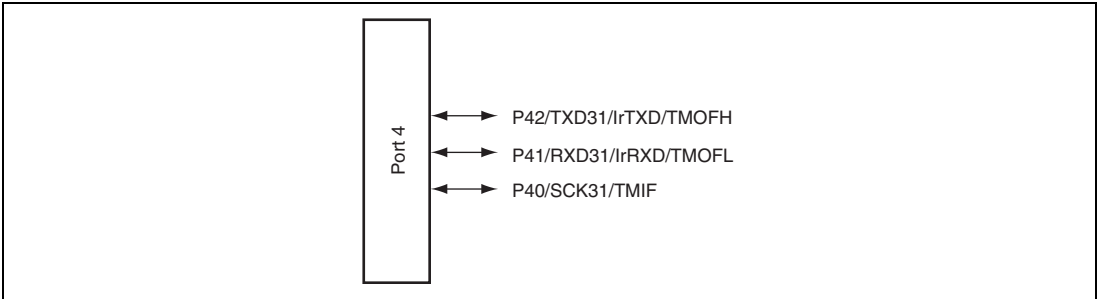 Port 4
P42/TXD31/IrTXD/TMOFH
P41/RXD31/IrRXD/TMOFL
P40/SCK31/TMIF